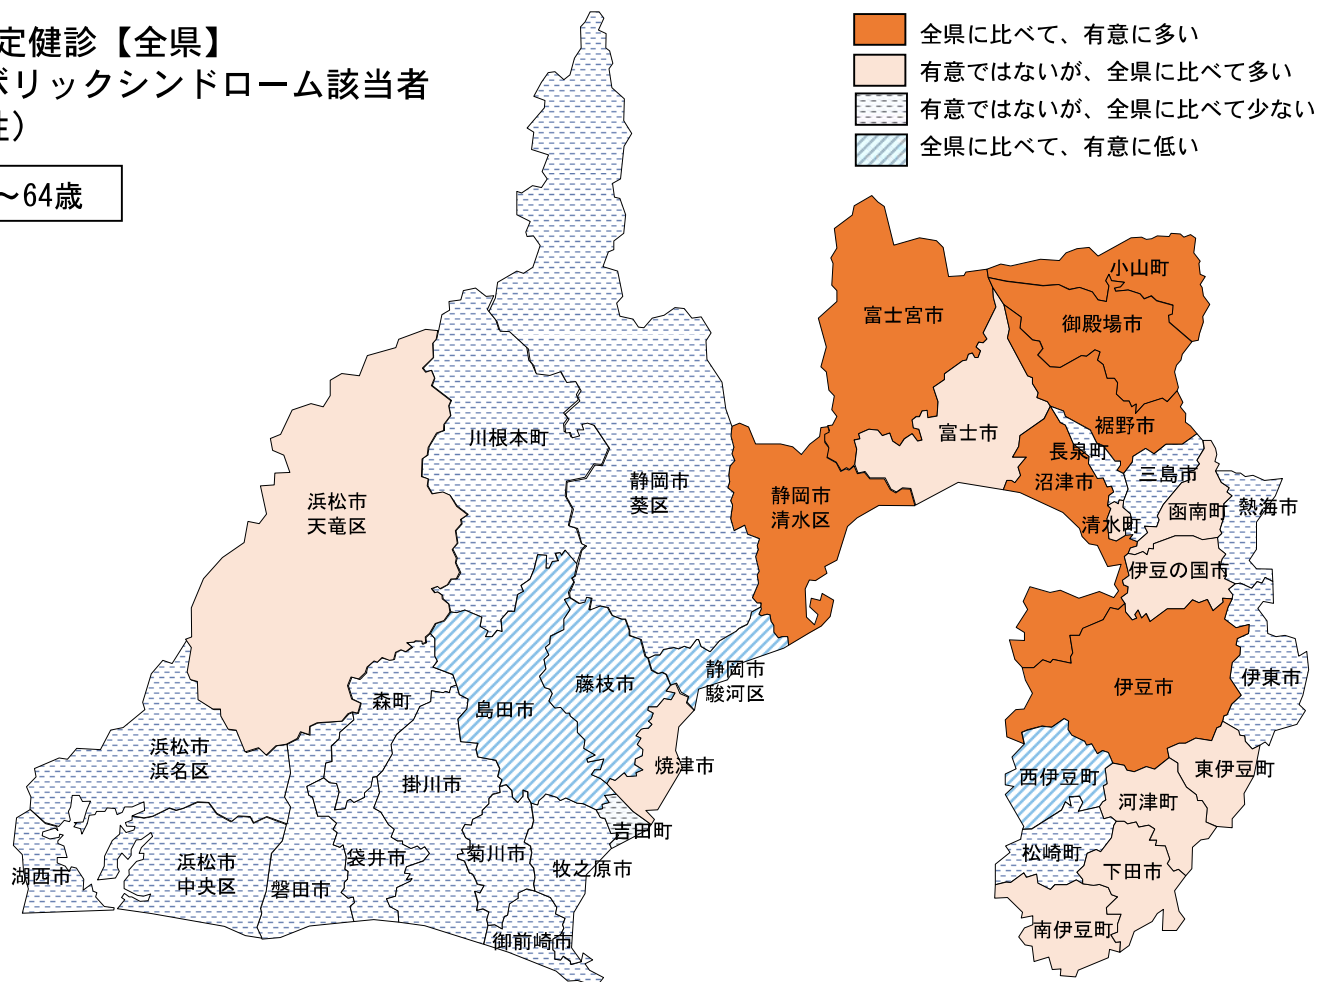 定健診【全県】
ボリックシンドローム該当者
性）
～64歳
全県に比べて、有意に多い
有意ではないが、全県に比べて多い
有意ではないが、全県に比べて少ない
全県に比べて、有意に低い
小山町
富士宮市
御殿場市
裾野市
富士市
川根本町
長泉町
三島市
静岡市
葵区
沼津市
静岡市
清水区
浜松市
天竜区
熱海市
函南町
清水町
伊豆の国市
静岡市
駿河区
伊東市
藤枝市
伊豆市
森町
島田市
浜松市
浜名区
焼津市
東伊豆町
西伊豆町
掛川市
河津町
吉田町
菊川市
松崎町
袋井市
牧之原市
下田市
湖西市
浜松市
中央区
磐田市
南伊豆町
御前崎市